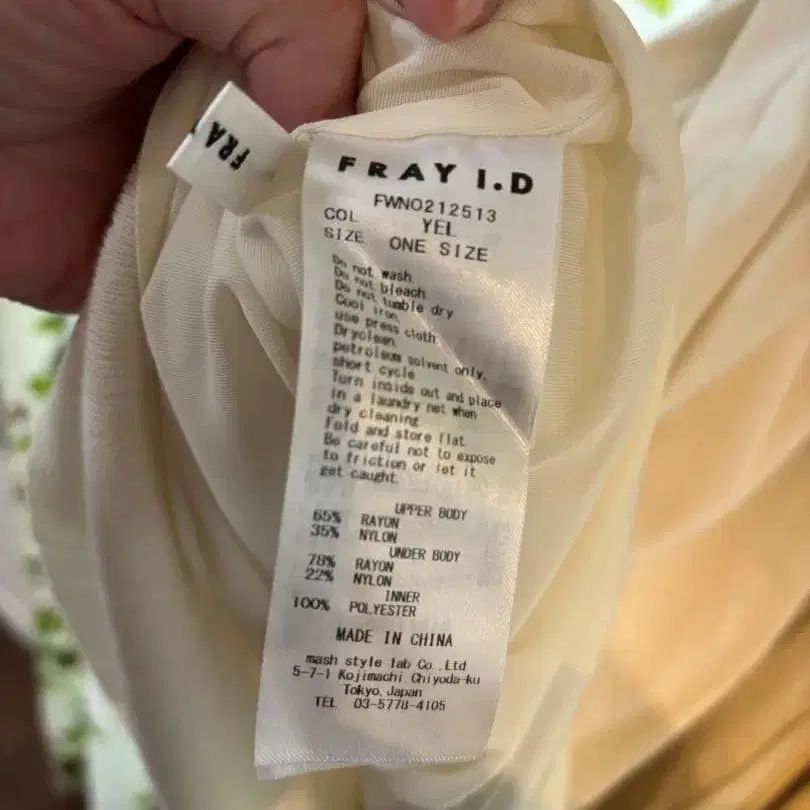 FRA
FRAY I.D
FWNO212513
COL YEL
SIZE ONE SIZE
Do not wash
Do not bleach
Do not tumble dry
Cool iron,
use press cloth
Dryclean,
petroleum solvent only,
short cycle
Turn inside out and place
in a laundry net when
dry cleaning
Fold and store flat
Be careful not to expose
to friction or let it
get caught.
UPPER BODY
65% RAYON
35% NYLON
UNDER BODY
78% RAYON
22% NYLON
INNER
100% POLYESTER
MADE IN CHINA
mash style lab Co.,Ltd
5-7-1 Kojimachi Chiyoda-ku
Tokyo, Japan
TEL 03-5778-4105